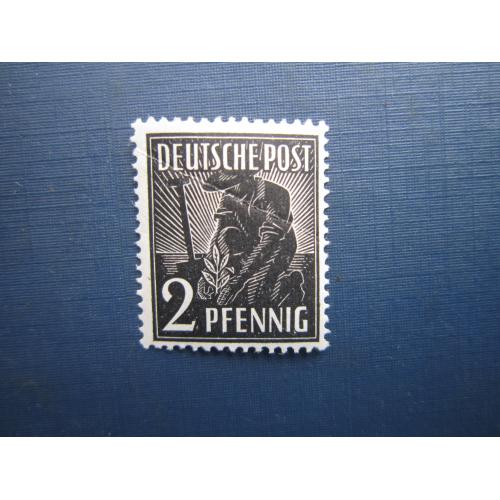 DEUTSCHE POST
2 PFENNIG